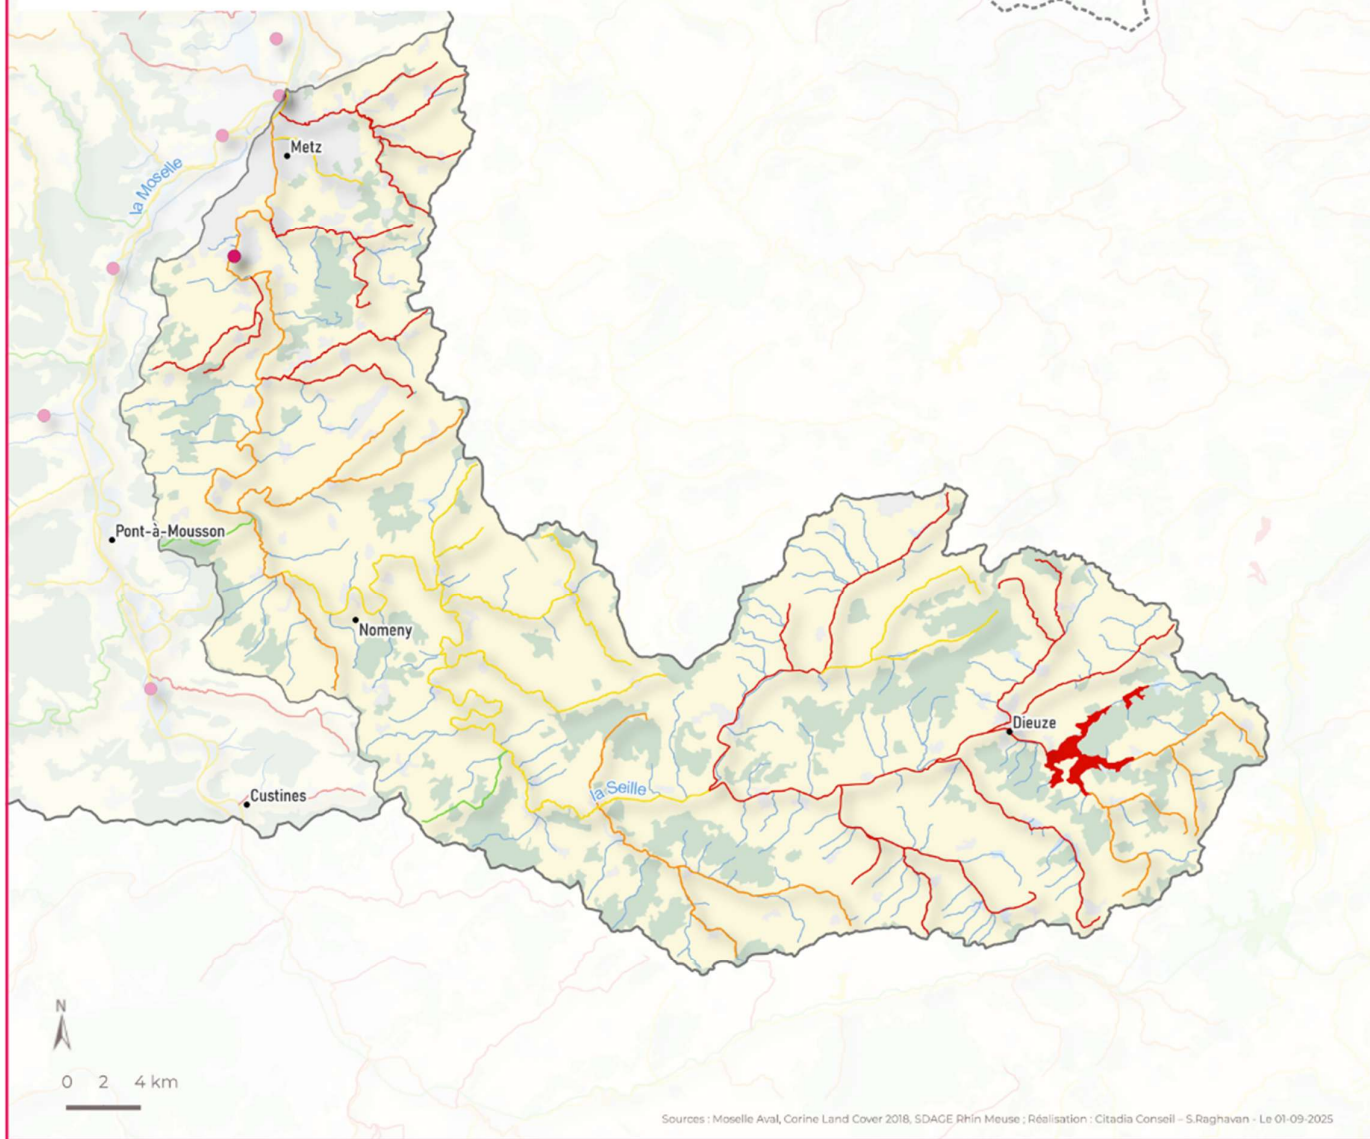 Metz
la Moselle
Pont-à-Mousson
Nomeny
Dieuze
la Seille
Custines
N
0 2 4 km
Sources : Moselle Aval, Corine Land Cover 2018, SDAGE Rhin Meuse ; Réalisation : Citadia Conseil - S.Raghavan - Le 01-09-2025